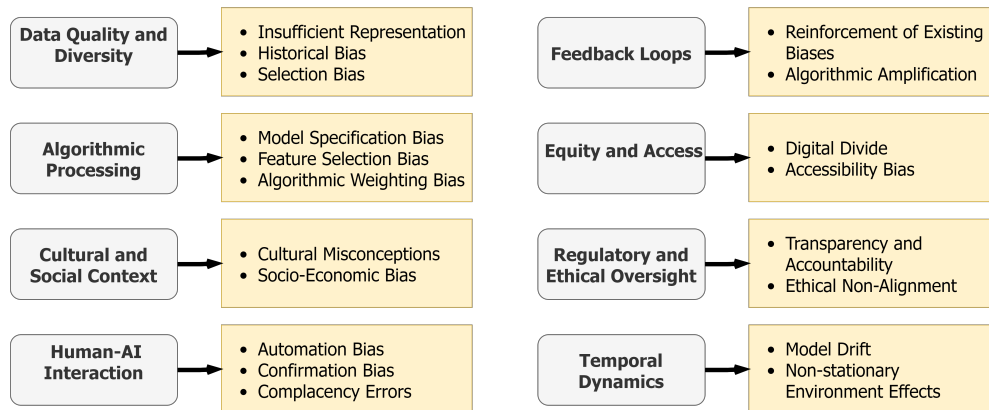 Data Quality and
Diversity
• Insufficient Representation
• Historical Bias
• Selection Bias
Algorithmic
Processing
• Model Specification Bias
• Feature Selection Bias
• Algorithmic Weighting Bias
Cultural and
Social Context
• Cultural Misconceptions
• Socio-Economic Bias
Human-AI
Interaction
• Automation Bias
• Confirmation Bias
• Complacency Errors
Feedback Loops
• Reinforcement of Existing
Biases
• Algorithmic Amplification
Equity and Access
• Digital Divide
• Accessibility Bias
Regulatory and
Ethical Oversight
• Transparency and
Accountability
• Ethical Non-Alignment
Temporal
Dynamics
• Model Drift
• Non-stationary
Environment Effects